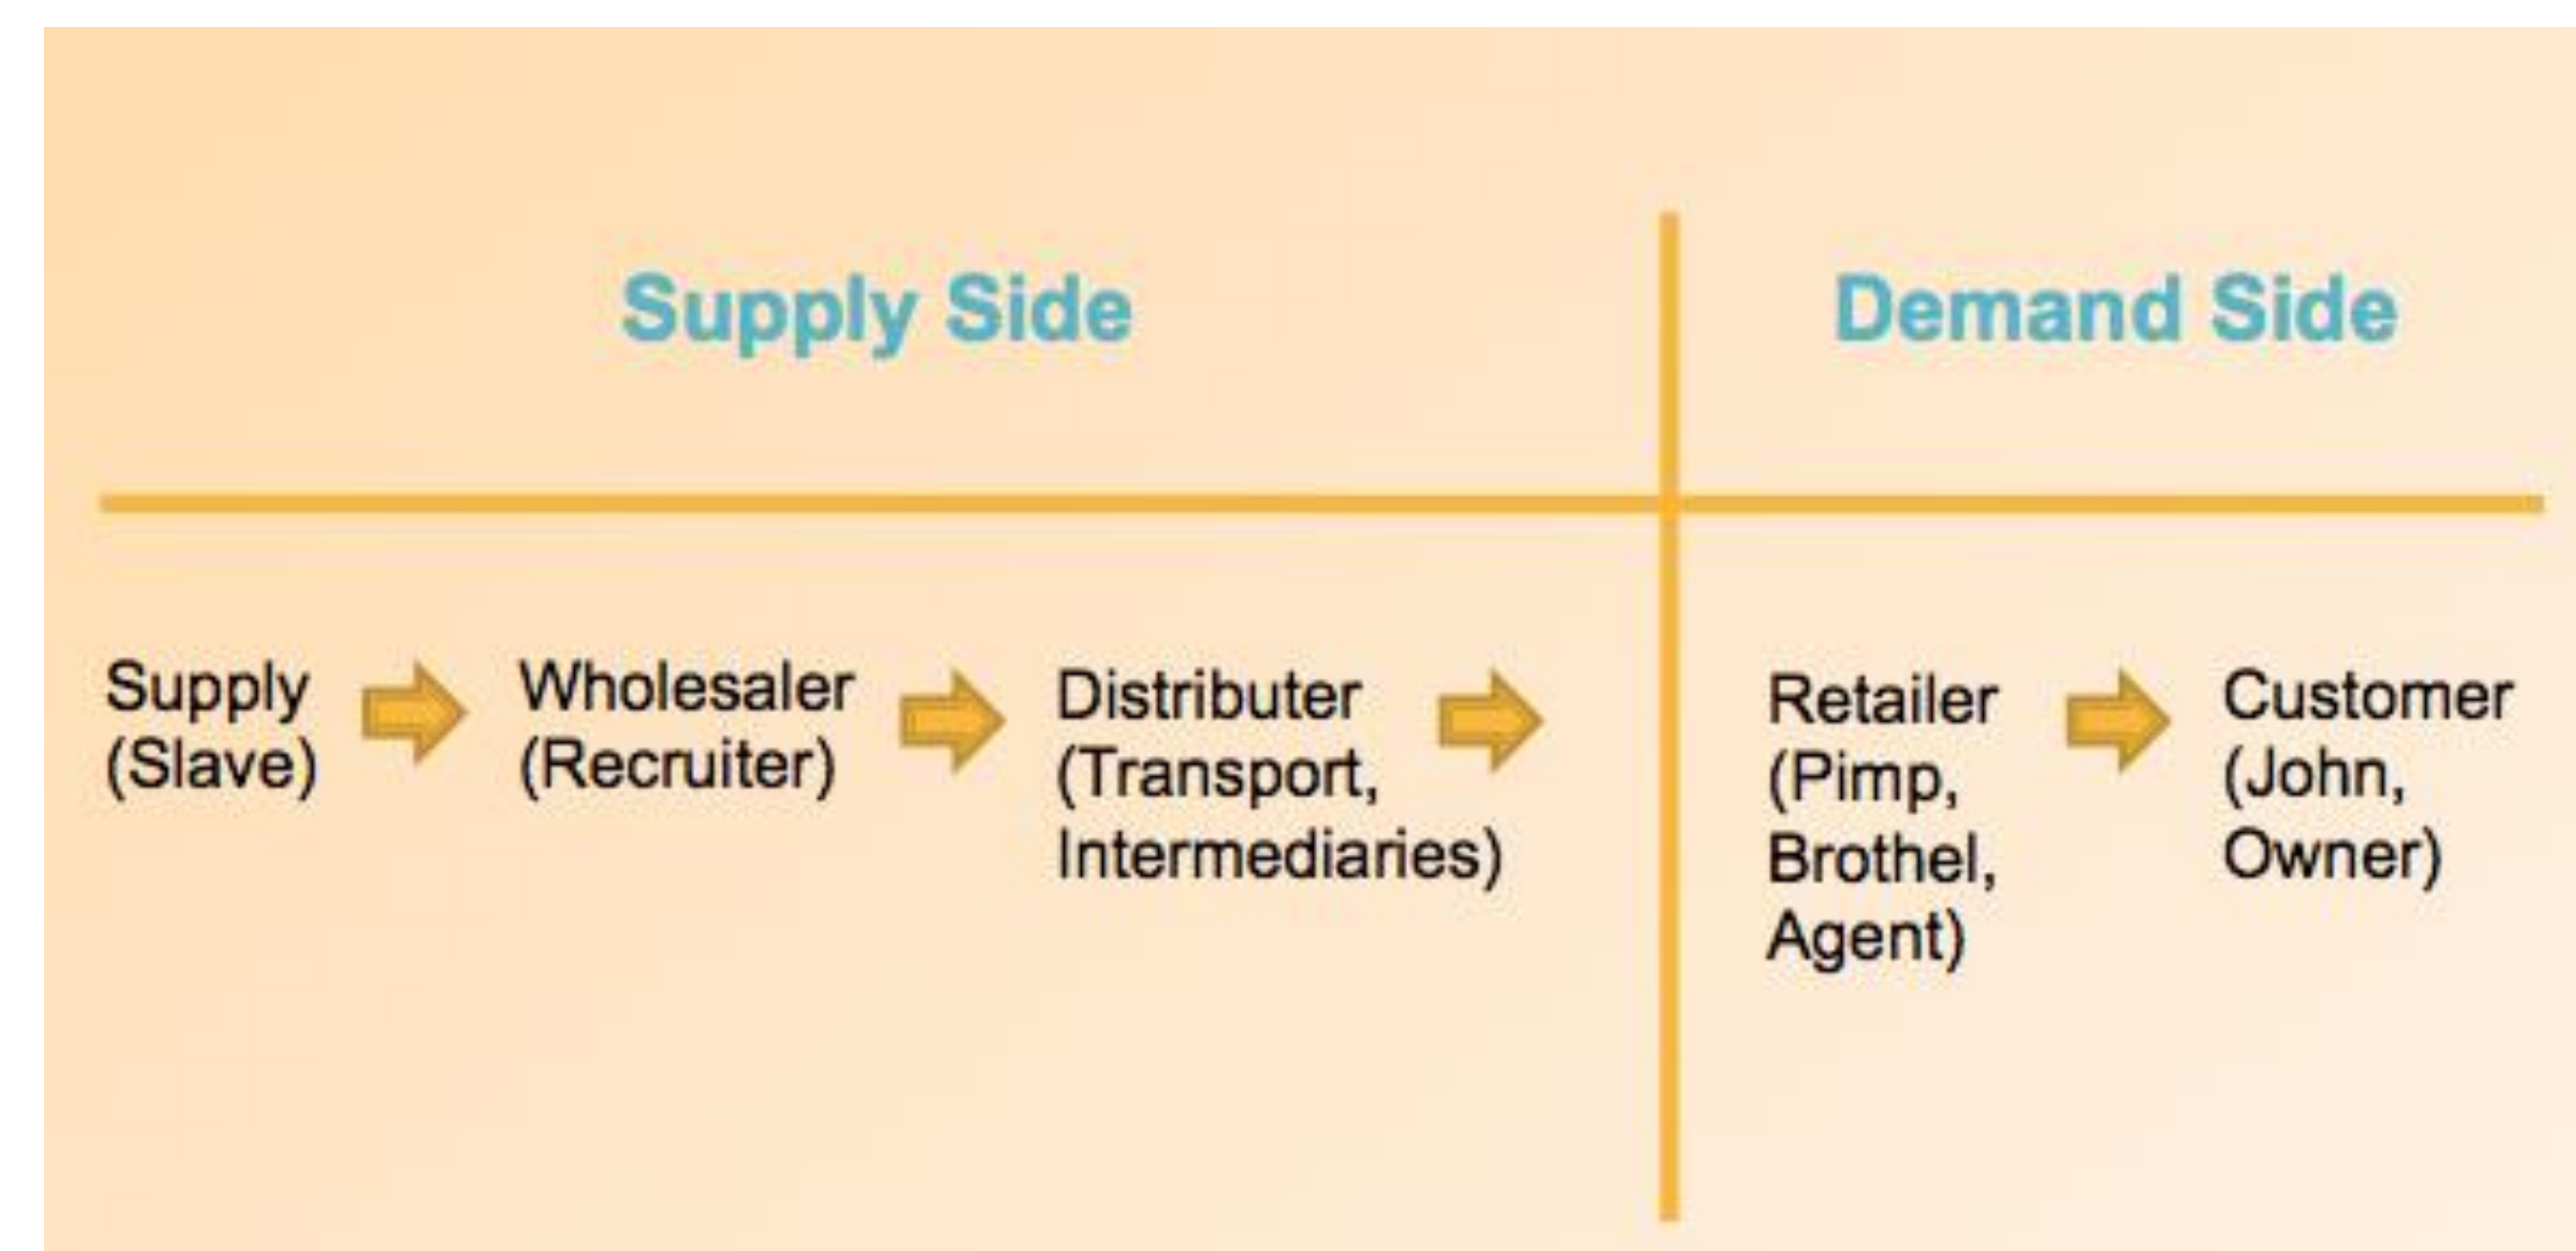 Supply Side
Demand Side
Supply
(Slave)
Wholesaler
(Recruiter)
Distributer
(Transport,
Intermediaries)
Retailer
(Pimp,
Brothel,
Agent)
Customer
(John,
Owner)